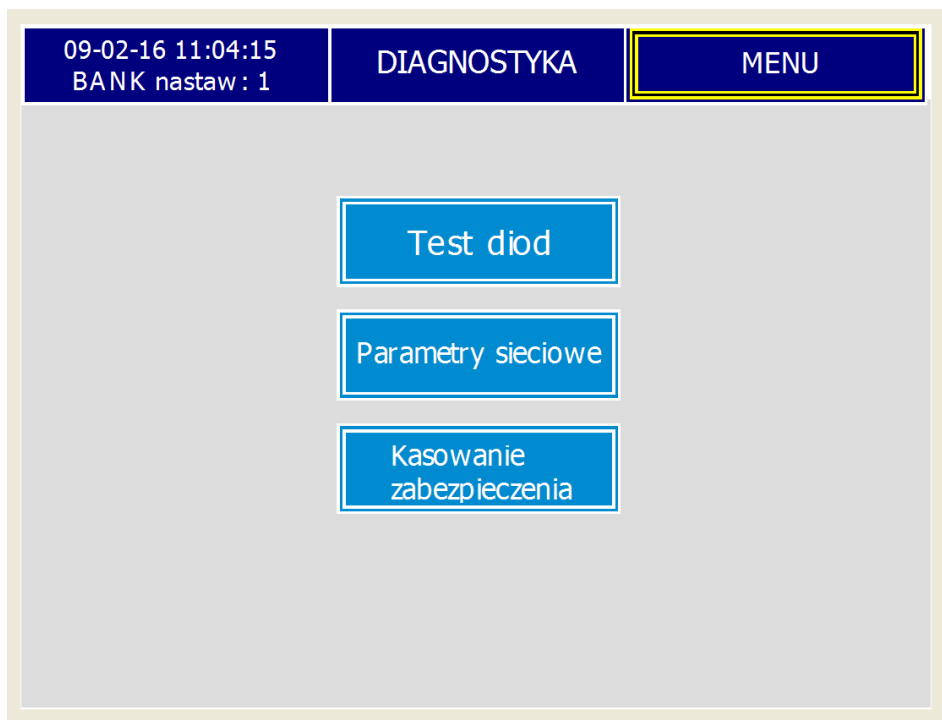 09-02-16 11:04:15
BANK nastaw: 1
DIAGNOSTYKA
MENU
Test diod
Parametry sieciowe
Kasowanie
zabezpieczenia